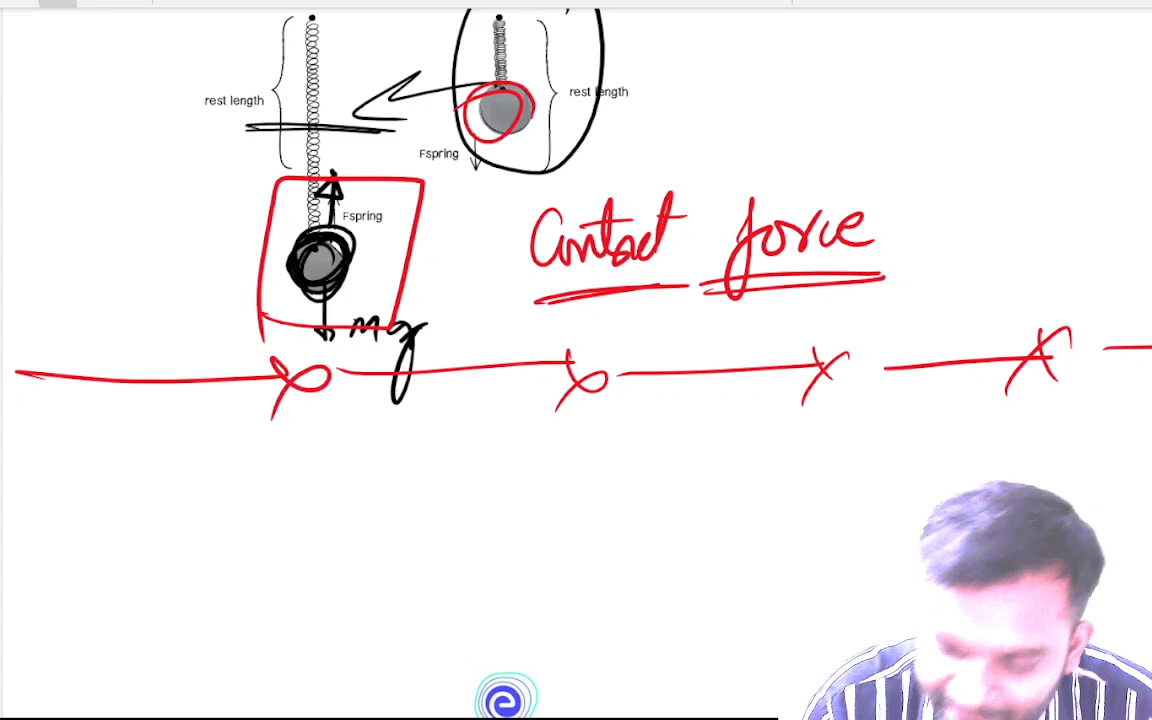 rest length
rest length
Fspring
Fspring
Contact force
mg
e